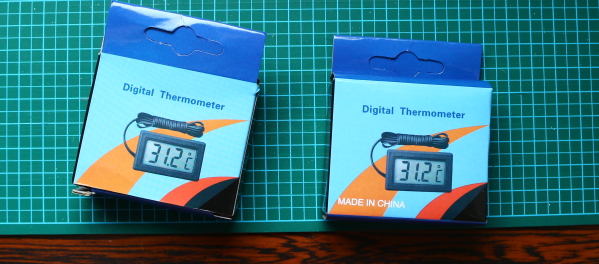 Digital Thermometer
31.2℃
Digital Thermometer
31.2℃
MADE IN CHINA